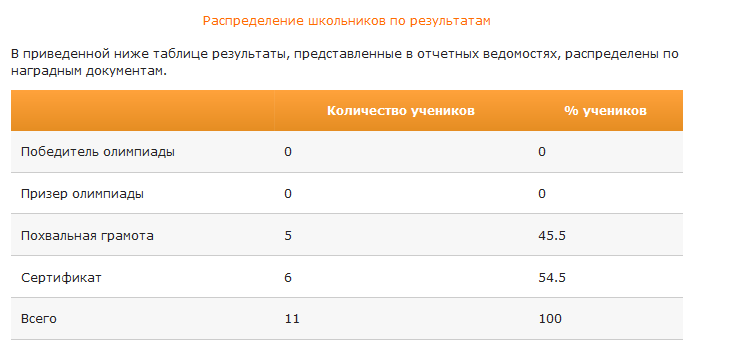 Распределение школьников по результатам
В приведенной ниже таблице результаты, представленные в отчетных ведомостях, распределены по
наградным документам.
Количество учеников % учеников
Победитель олимпиады 0 0
Призер олимпиады 0 0
Похвальная грамота 5 45.5
Сертификат 6 54.5
Всего 11 100